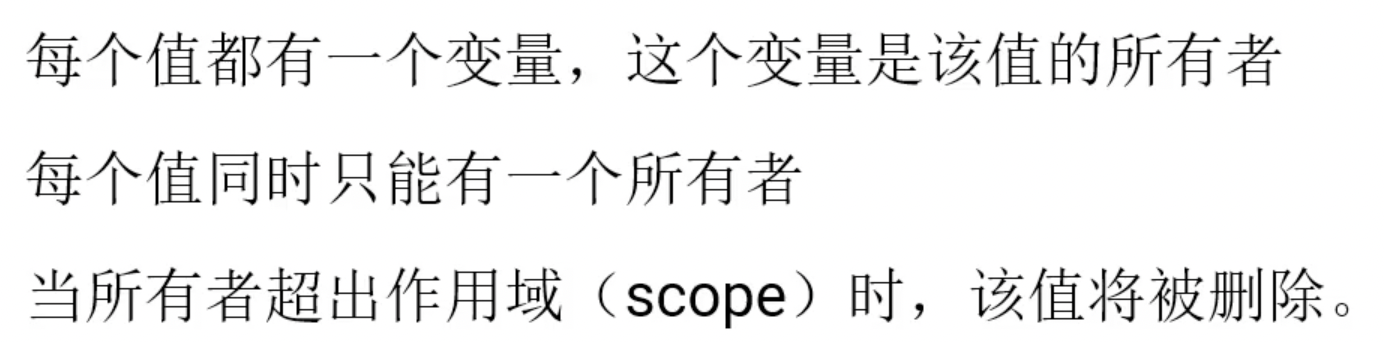 每个值都有一个变量，这个变量是该值的所有者
每个值同时只能有一个所有者
当所有者超出作用域（scope）时，该值将被删除。